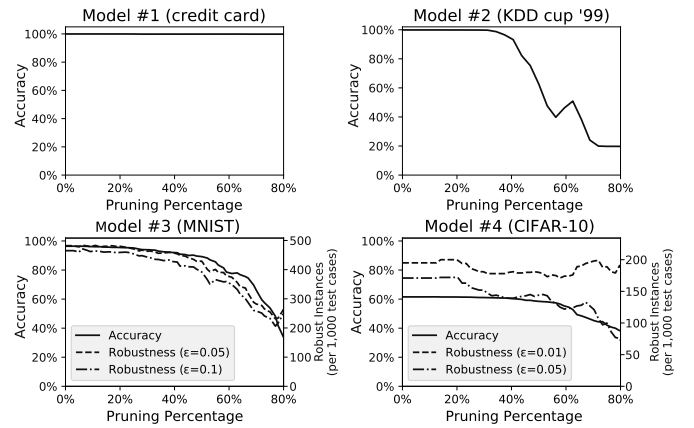 Model #1 (credit card)
100%
80%
60%
40%
20%
0%
Accuracy
0% 20% 40% 60% 80%
Pruning Percentage
Model #2 (KDD cup '99)
100%
80%
60%
40%
20%
0%
Accuracy
0% 20% 40% 60% 80%
Pruning Percentage
Model #3 (MNIST)
100%
80%
60%
40%
20%
0%
Accuracy
500
400
300
200
100
0
Robust Instances
(per 1,000 test cases)
Accuracy
Robustness (ε=0.05)
Robustness (ε=0.1)
0% 20% 40% 60% 80%
Pruning Percentage
Model #4 (CIFAR-10)
100%
80%
60%
40%
20%
0%
Accuracy
200
150
100
50
0
Robust Instances
(per 1,000 test cases)
Accuracy
Robustness (ε=0.01)
Robustness (ε=0.05)
0% 20% 40% 60% 80%
Pruning Percentage